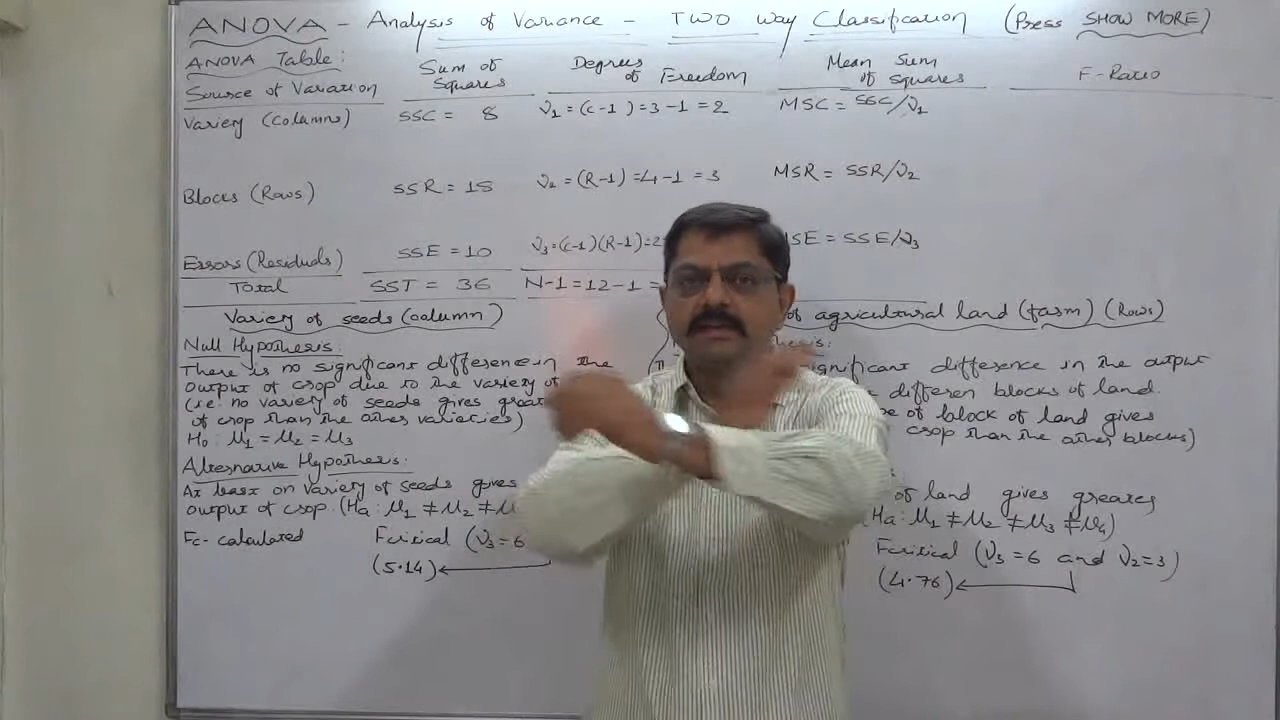 ANOVA - Analysis of Variance - TWO Way Classification (Press SHOW MORE)
ANOVA Table:
Source of Variation Sum of Squares Degrees of Freedom Mean Sum of Squares F-Ratio
Variety (Columns) SSC = 8 ν1 = (c-1) = 3-1 = 2 MSC = SSC/ν1
Blocks (Rows) SSR = 18 ν2 = (R-1) = 4-1 = 3 MSR = SSR/ν2
Errors (Residuals) SSE = 10 ν3 = (c-1)(R-1) = 2 MSE = SSE/ν3
Total SST = 36 N-1 = 12-1 =
Variety of seeds (column)
Null Hypothesis:
There is no significant difference in the
output of crop due to the variety of
(i.e. no variety of seeds gives
of crop than the other varieties)
Ho: μ1 = μ2 = μ3
Alternative Hypothesis:
At least on variety of seeds gives
output of crop. (Ha: μ1 ≠ μ2 ≠
Fc - calculated Fcritical (ν3 = 6
(5.14)
of agricultural land (farm) (Rows)
significant difference in the output
differen blocks of land.
of block of land gives
crop than the other blocks)
of land gives greater
(Ha: μ1 ≠ μ2 ≠ μ3 ≠ μ4)
Fcritical (ν3 = 6 and ν2 = 3)
(4.76)